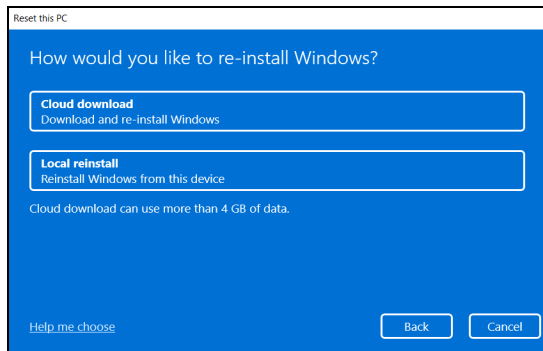 Reset this PC
How would you like to re-install Windows?
Cloud download
Download and re-install Windows
Local reinstall
Reinstall Windows from this device
Cloud download can use more than 4 GB of data.
Help me choose
Back
Cancel